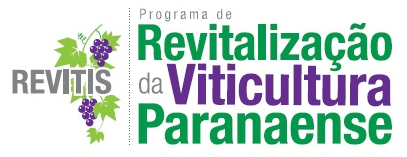 REVITIS
Programa de
Revitalização
da Viticultura
Paranaense